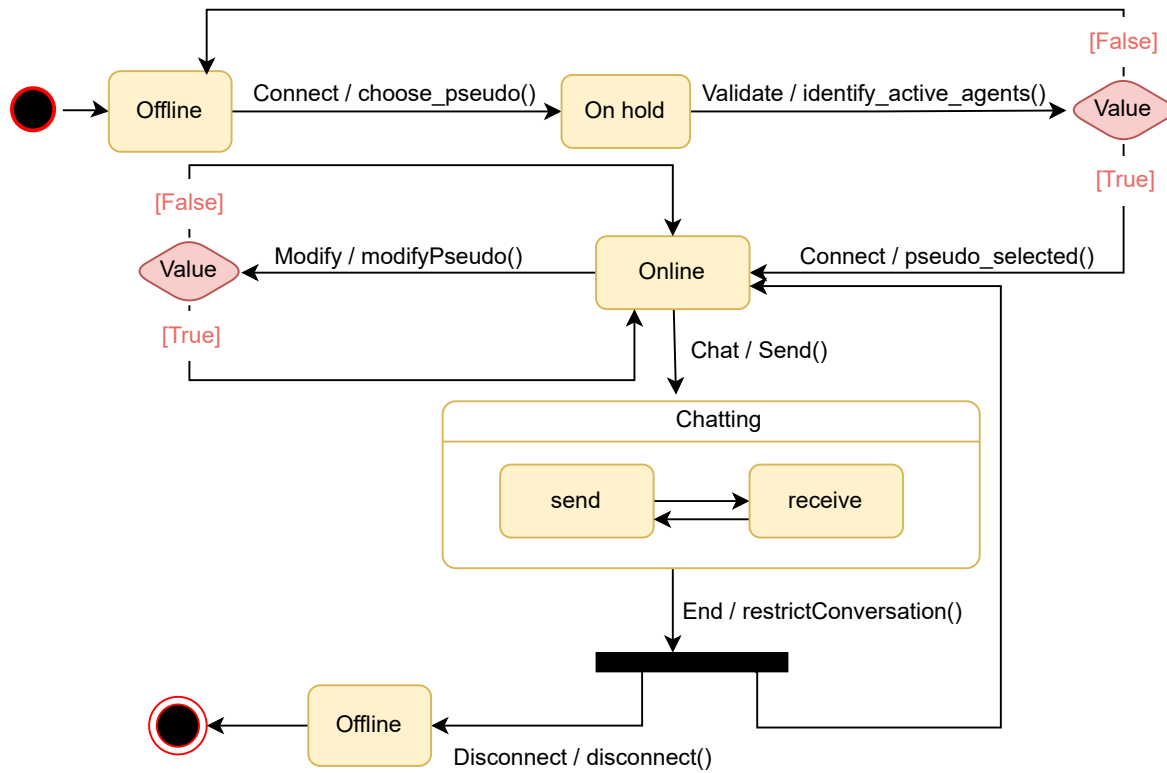 [False]
Offline
Connect / choose_pseudo()
On hold
Validate / identify_active_agents()
Value
[True]
[False]
Value
Modify / modifyPseudo()
Online
Connect / pseudo_selected()
[True]
Chat / Send()
Chatting
send
receive
End / restrictConversation()
Offline
Disconnect / disconnect()